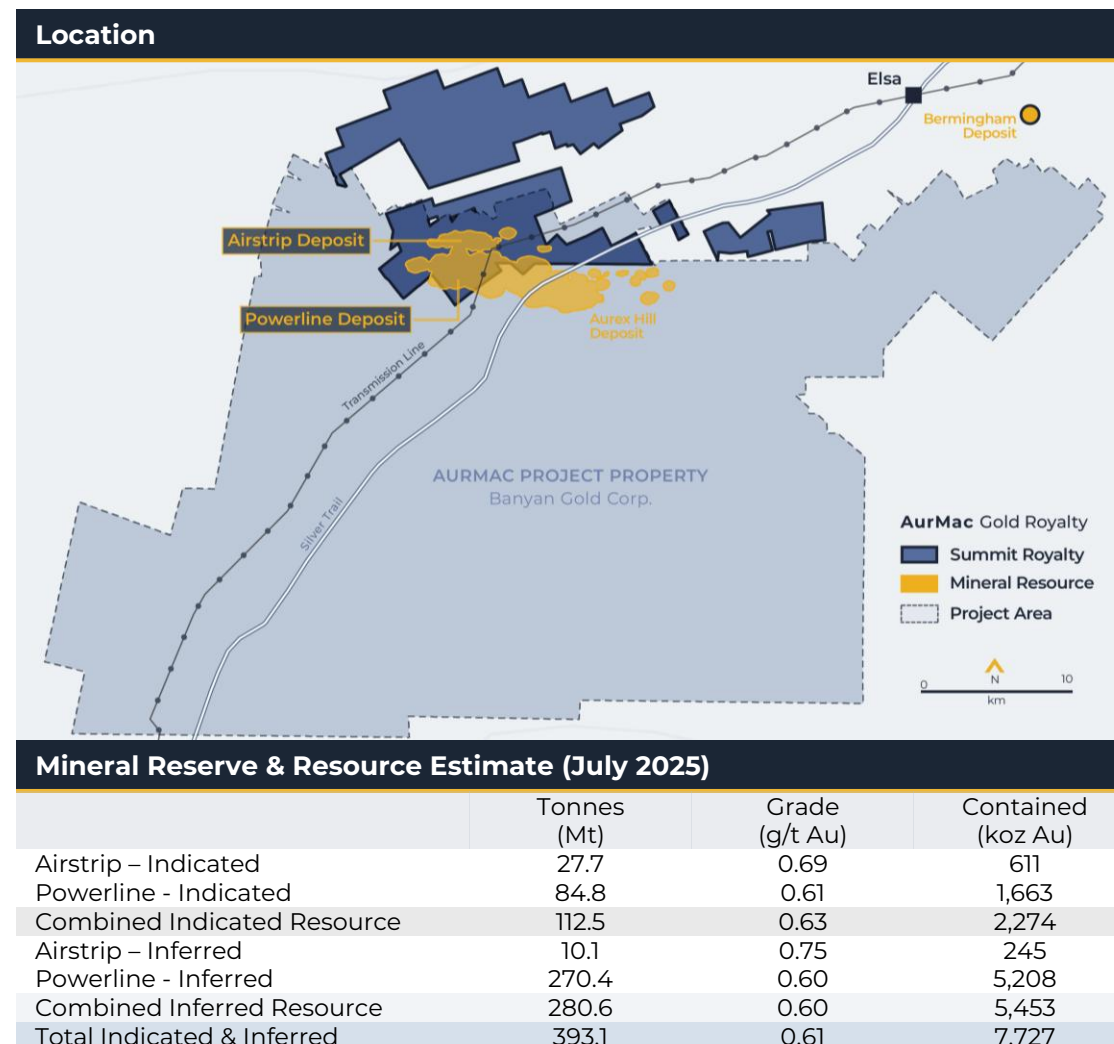 Location
Elsa
Bermingham
Deposit
Airstrip Deposit
Powerline Deposit
Aurex Hill
Deposit
Transmission Line
Silver Trail
AURMAC PROJECT PROPERTY
Banyan Gold Corp.
AurMac Gold Royalty
Summit Royalty
Mineral Resource
Project Area
0 N 10
km
Mineral Reserve & Resource Estimate (July 2025)
Tonnes Grade Contained
(Mt) (g/t Au) (koz Au)
Airstrip – Indicated 27.7 0.69 611
Powerline - Indicated 84.8 0.61 1,663
Combined Indicated Resource 112.5 0.63 2,274
Airstrip – Inferred 10.1 0.75 245
Powerline - Inferred 270.4 0.60 5,208
Combined Inferred Resource 280.6 0.60 5,453
Total Indicated & Inferred 393.1 0.61 7,727